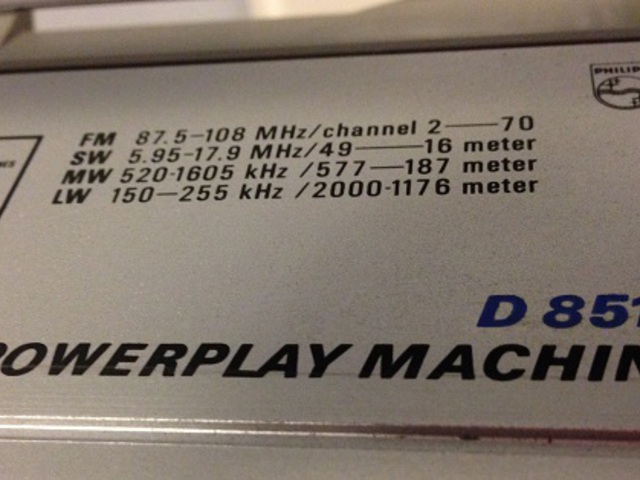 PHILIPS
FM 87.5-108 MHz/channel 2—70
SW 5.95-17.9 MHz/49—16 meter
MW 520-1605 kHz /577—187 meter
LW 150—255 kHz /2000-1176 meter
D 851
POWERPLAY MACHIN